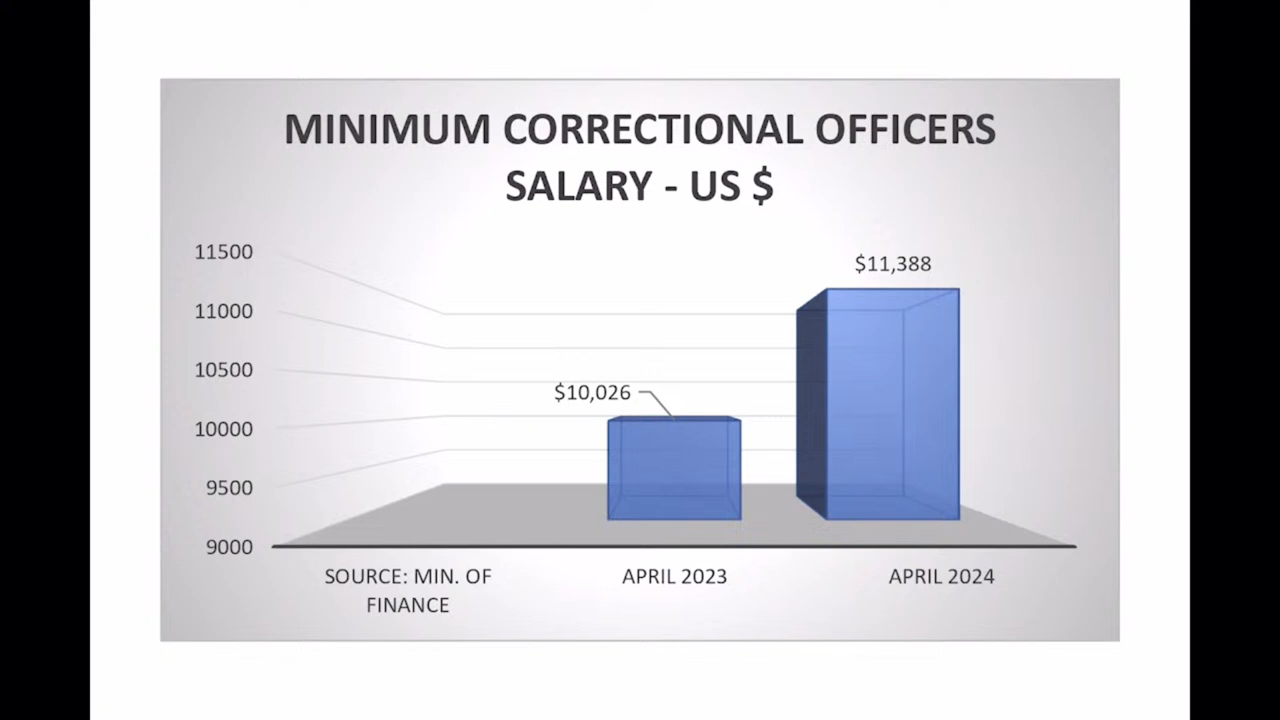 MINIMUM CORRECTIONAL OFFICERS
SALARY - US $
11500
11000
10500
10000
9500
9000
$10,026
$11,388
SOURCE: MIN. OF
FINANCE
APRIL 2023
APRIL 2024